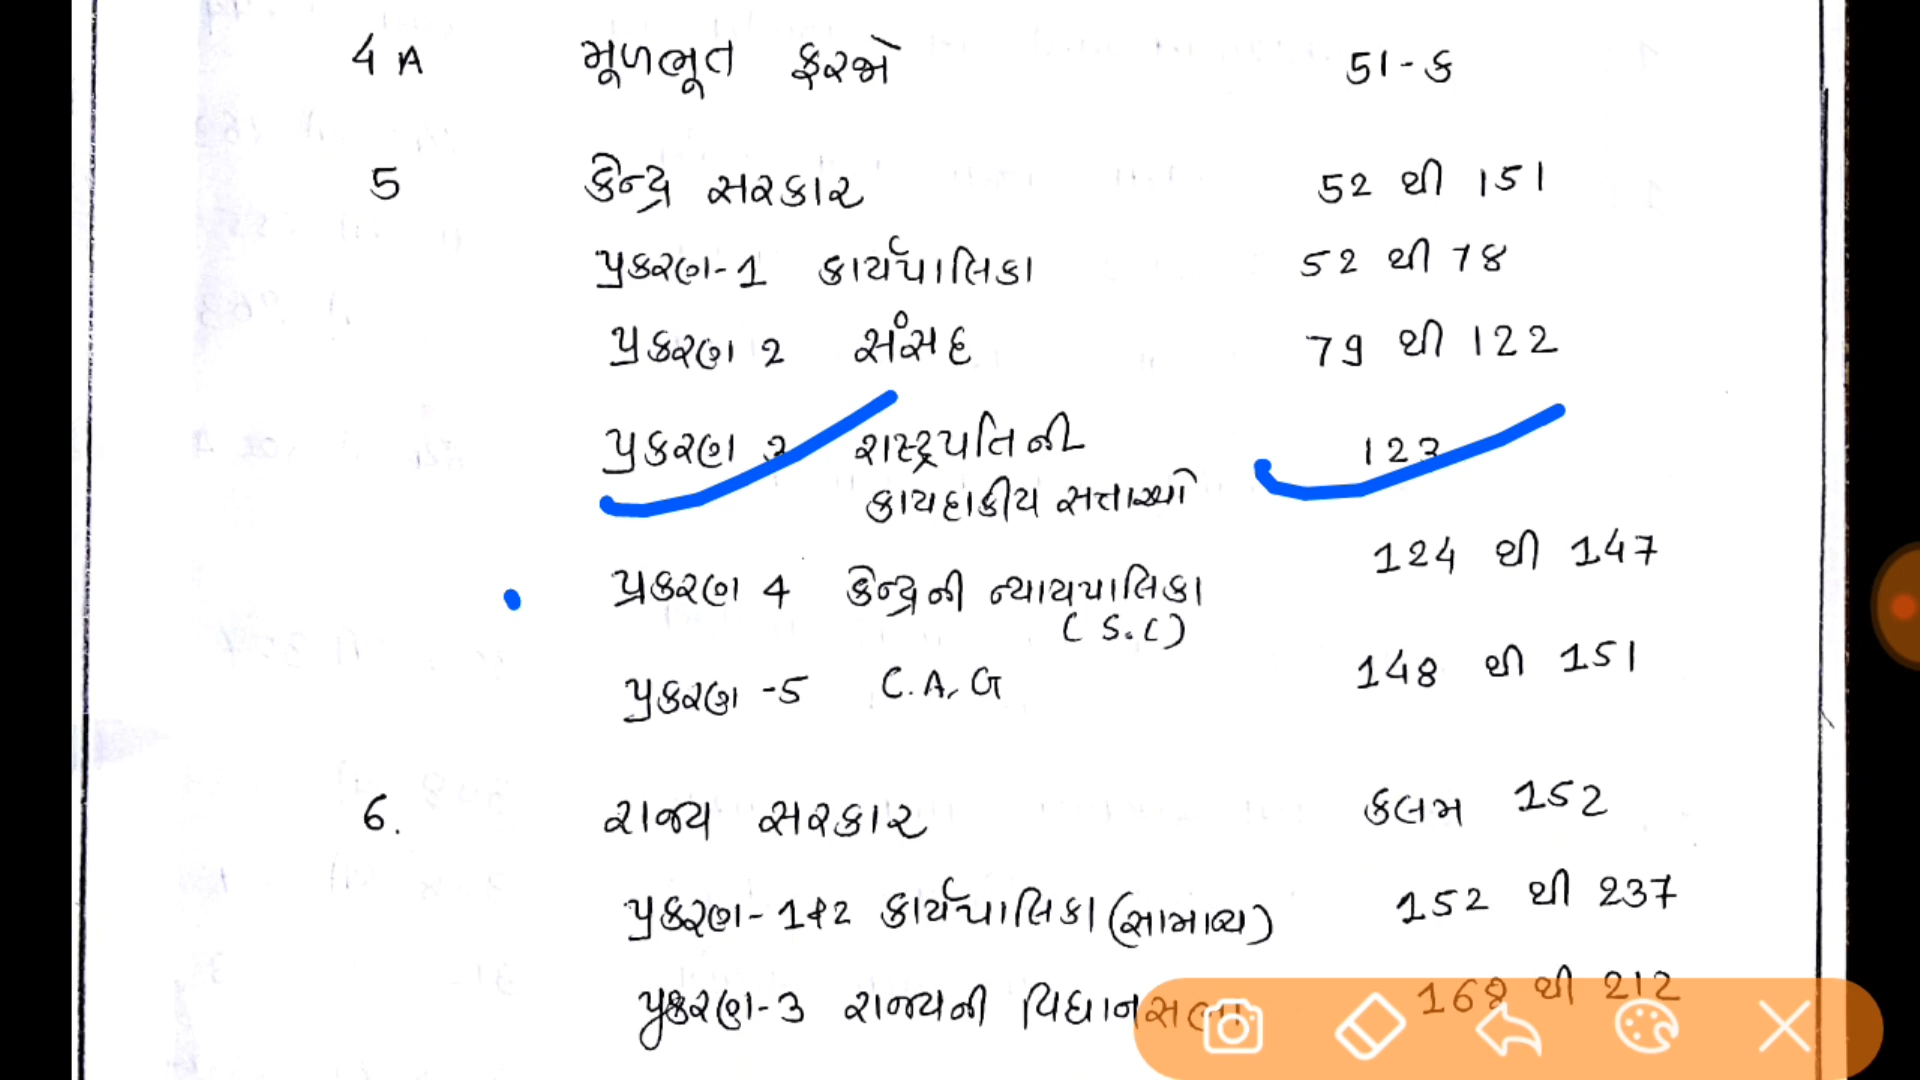 4 A મૂળભૂત ફરજો 51-ક
5 કેન્દ્ર સરકાર 52 થી 151
પ્રકરણ-1 કાર્યપાલિકા 52 થી 78
પ્રકરણ 2 સંસદ 79 થી 122
પ્રકરણ 3 રાષ્ટ્રપતિની 123
કાયદાકીય સત્તાઓ
પ્રકરણ 4 કેન્દ્રની ન્યાયપાલિકા 124 થી 147
(S.C)
પ્રકરણ -5 C.A.G 148 થી 151
6. રાજ્ય સરકાર કલમ 152
પ્રકરણ- 1&2 કાર્યપાલિકા (સામાન્ય) 152 થી 237
પ્રકરણ-3 રાજ્યની વિધાનસભા 168 થી 212